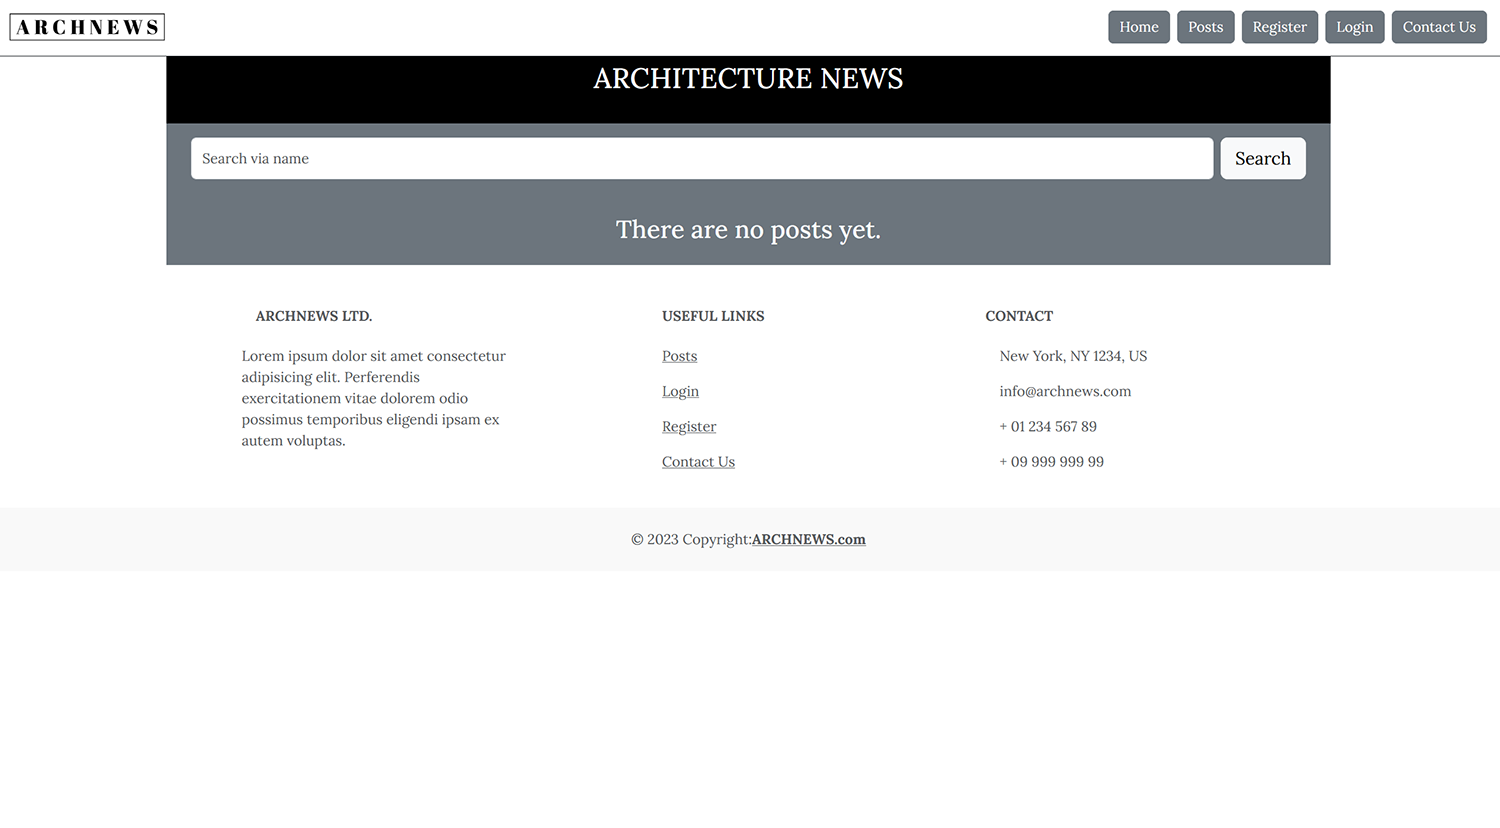 ARCHNEWS
Home Posts Register Login Contact Us
ARCHITECTURE NEWS
Search via name
Search
There are no posts yet.
ARCHNEWS LTD.
Lorem ipsum dolor sit amet consectetur
adipisicing elit. Perferendis
exercitationem vitae dolorem odio
possimus temporibus eligendi ipsam ex
autem voluptas.
USEFUL LINKS
Posts
Login
Register
Contact Us
CONTACT
New York, NY 1234, US
info@archnews.com
+ 01 234 567 89
+ 09 999 999 99
© 2023 Copyright:ARCHNEWS.com